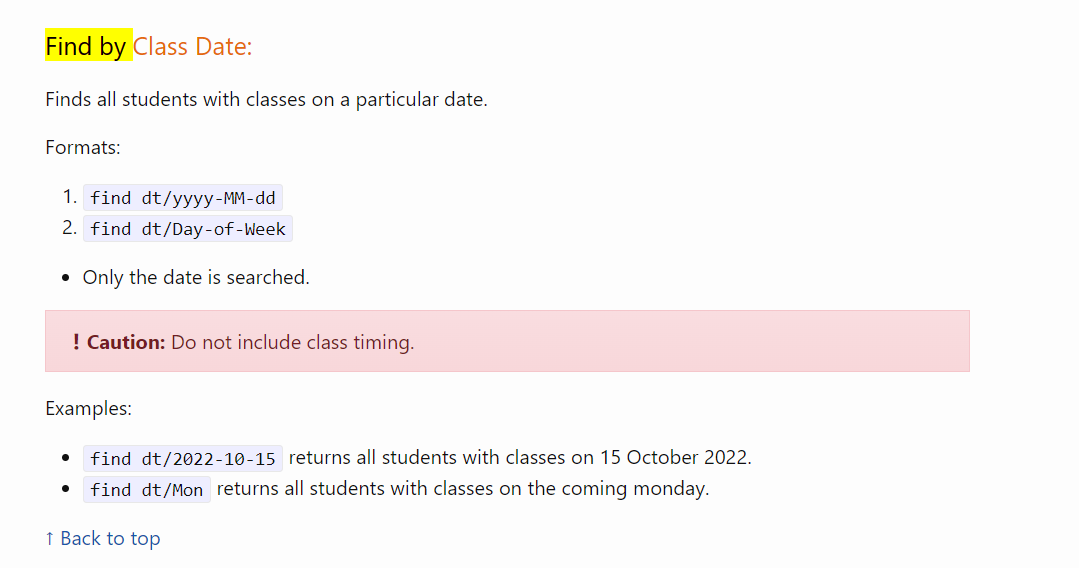 Find by Class Date:
Finds all students with classes on a particular date.
Formats:
1. find dt/yyyy-MM-dd
2. find dt/Day-of-Week
• Only the date is searched.
❗ Caution: Do not include class timing.
Examples:
• find dt/2022-10-15 returns all students with classes on 15 October 2022.
• find dt/Mon returns all students with classes on the coming monday.
↑ Back to top